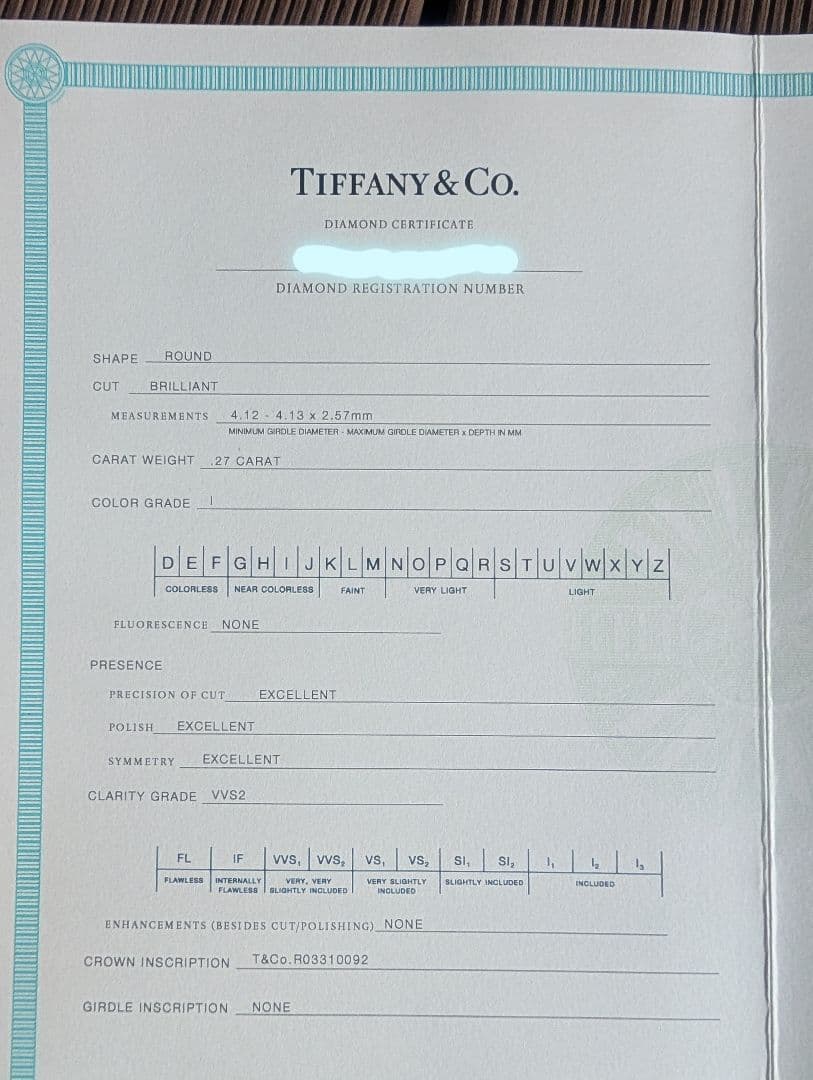 TIFFANY & CO.
DIAMOND CERTIFICATE
DIAMOND REGISTRATION NUMBER
SHAPE ROUND
CUT BRILLIANT
MEASUREMENTS 4.12 - 4.13 x 2.57mm
MINIMUM GIRDLE DIAMETER - MAXIMUM GIRDLE DIAMETER x DEPTH IN MM
CARAT WEIGHT .27 CARAT
COLOR GRADE I
D E F G H I J K L M N O P Q R S T U V W X Y Z
COLORLESS NEAR COLORLESS FAINT VERY LIGHT LIGHT
FLUORESCENCE NONE
PRESENCE
PRECISION OF CUT EXCELLENT
POLISH EXCELLENT
SYMMETRY EXCELLENT
CLARITY GRADE VVS2
FL IF VVS₁ VVS₂ VS₁ VS₂ SI₁ SI₂ I₁ I₂ I₃
FLAWLESS INTERNALLY FLAWLESS VERY, VERY SLIGHTLY INCLUDED VERY SLIGHTLY INCLUDED SLIGHTLY INCLUDED INCLUDED
ENHANCEMENTS (BESIDES CUT/POLISHING) NONE
CROWN INSCRIPTION T&Co.R03310092
GIRDLE INSCRIPTION NONE